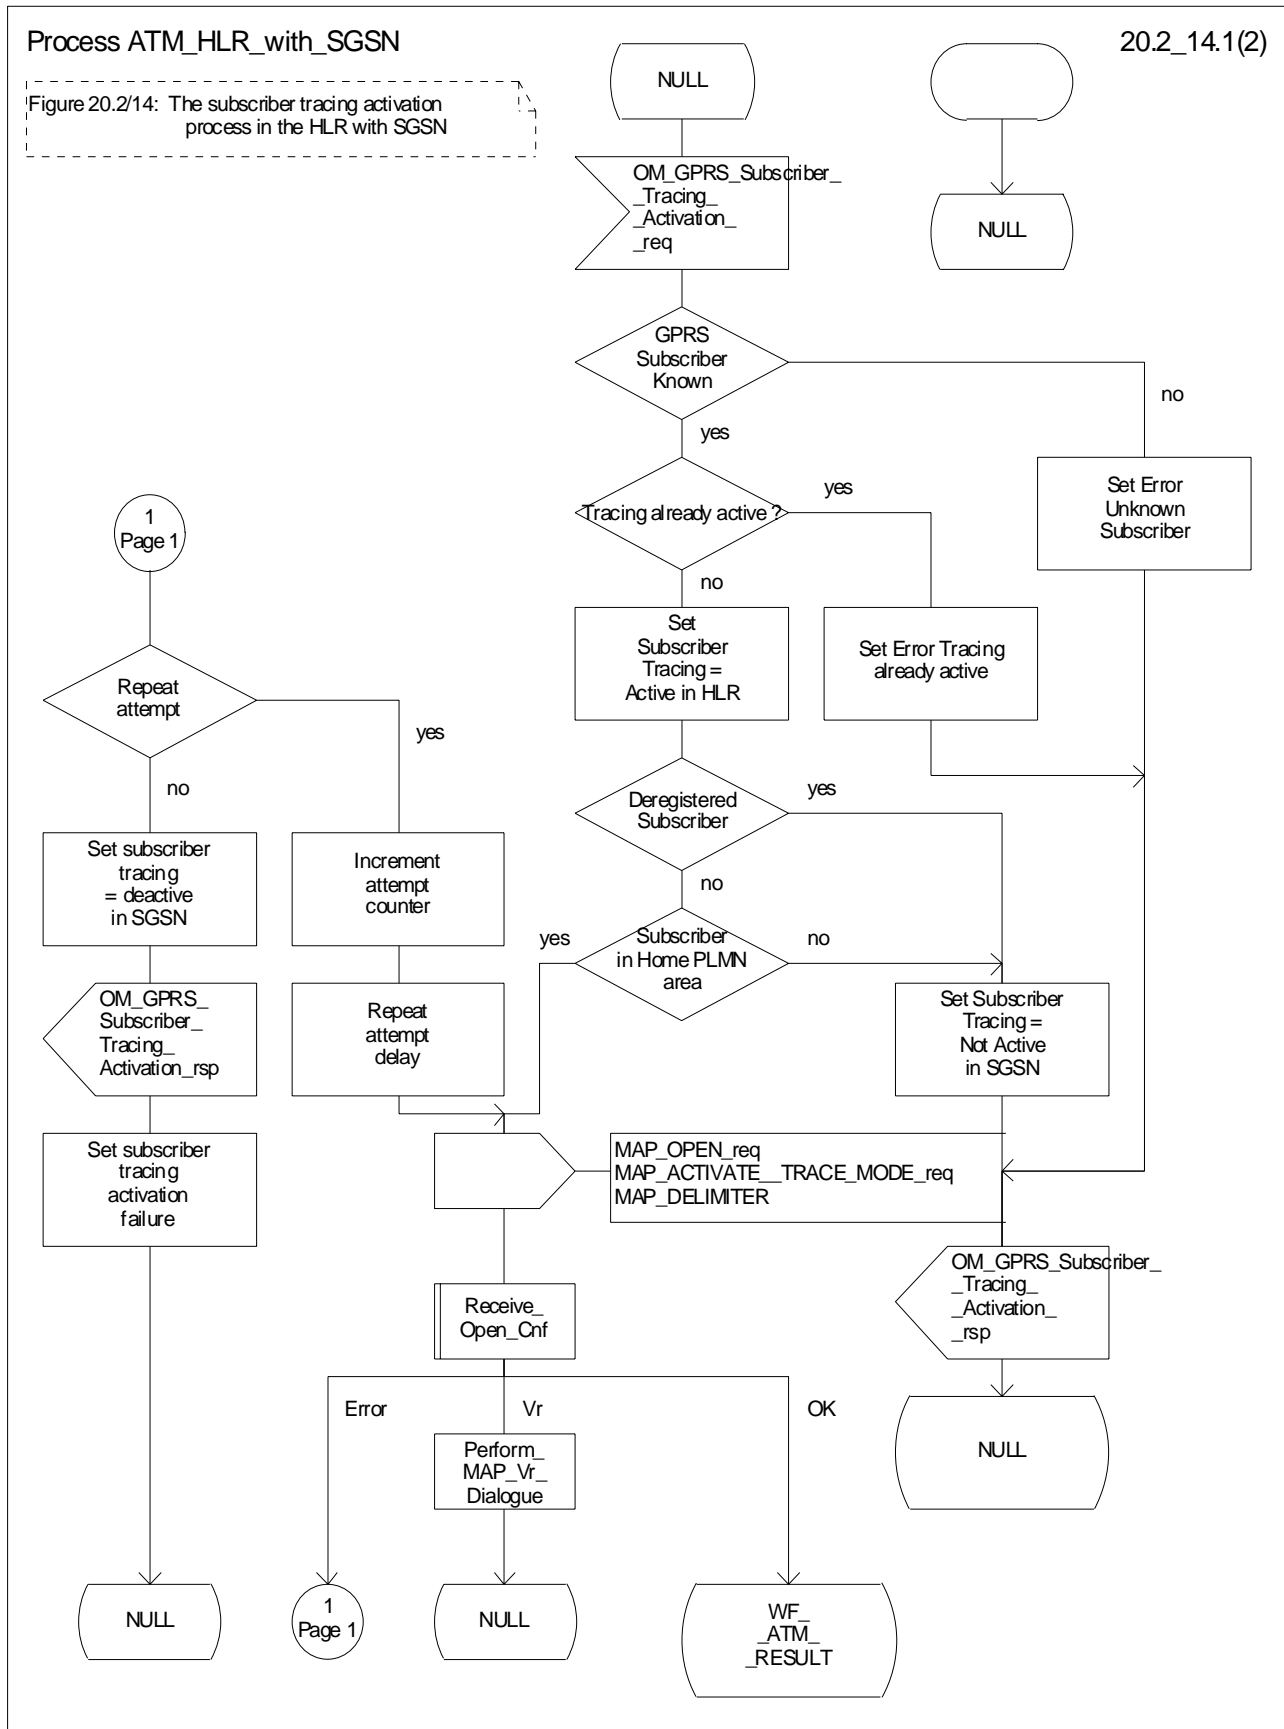 Process ATM_HLR_with_SGSN
20.2_14.1(2)
Figure 20.2/14: The subscriber tracing activation
process in the HLR with SGSN
NULL
OM_GPRS_Subscriber_
_Tracing_
_Activation_
_req
NULL
GPRS
Subscriber
Known
no
yes
Tracing already active ?
yes
no
Set Error
Unknown
Subscriber
Set
Subscriber
Tracing =
Active in HLR
Set Error Tracing
already active
Deregistered
Subscriber
yes
no
Subscriber
in Home PLMN
area
yes
no
Set Subscriber
Tracing =
Not Active
in SGSN
1
Page 1
Repeat
attempt
yes
no
Set subscriber
tracing
= deactive
in SGSN
Increment
attempt
counter
OM_GPRS_
Subscriber_
Tracing_
Activation_rsp
Repeat
attempt
delay
Set subscriber
tracing
activation
failure
MAP_OPEN_req
MAP_ACTIVATE__TRACE_MODE_req
MAP_DELIMITER
OM_GPRS_Subscriber_
_Tracing_
_Activation_
_rsp
Receive_
Open_Cnf
Error
Vr
OK
Perform_
MAP_Vr_
Dialogue
NULL
NULL
1
Page 1
NULL
WF_
_ATM_
_RESULT